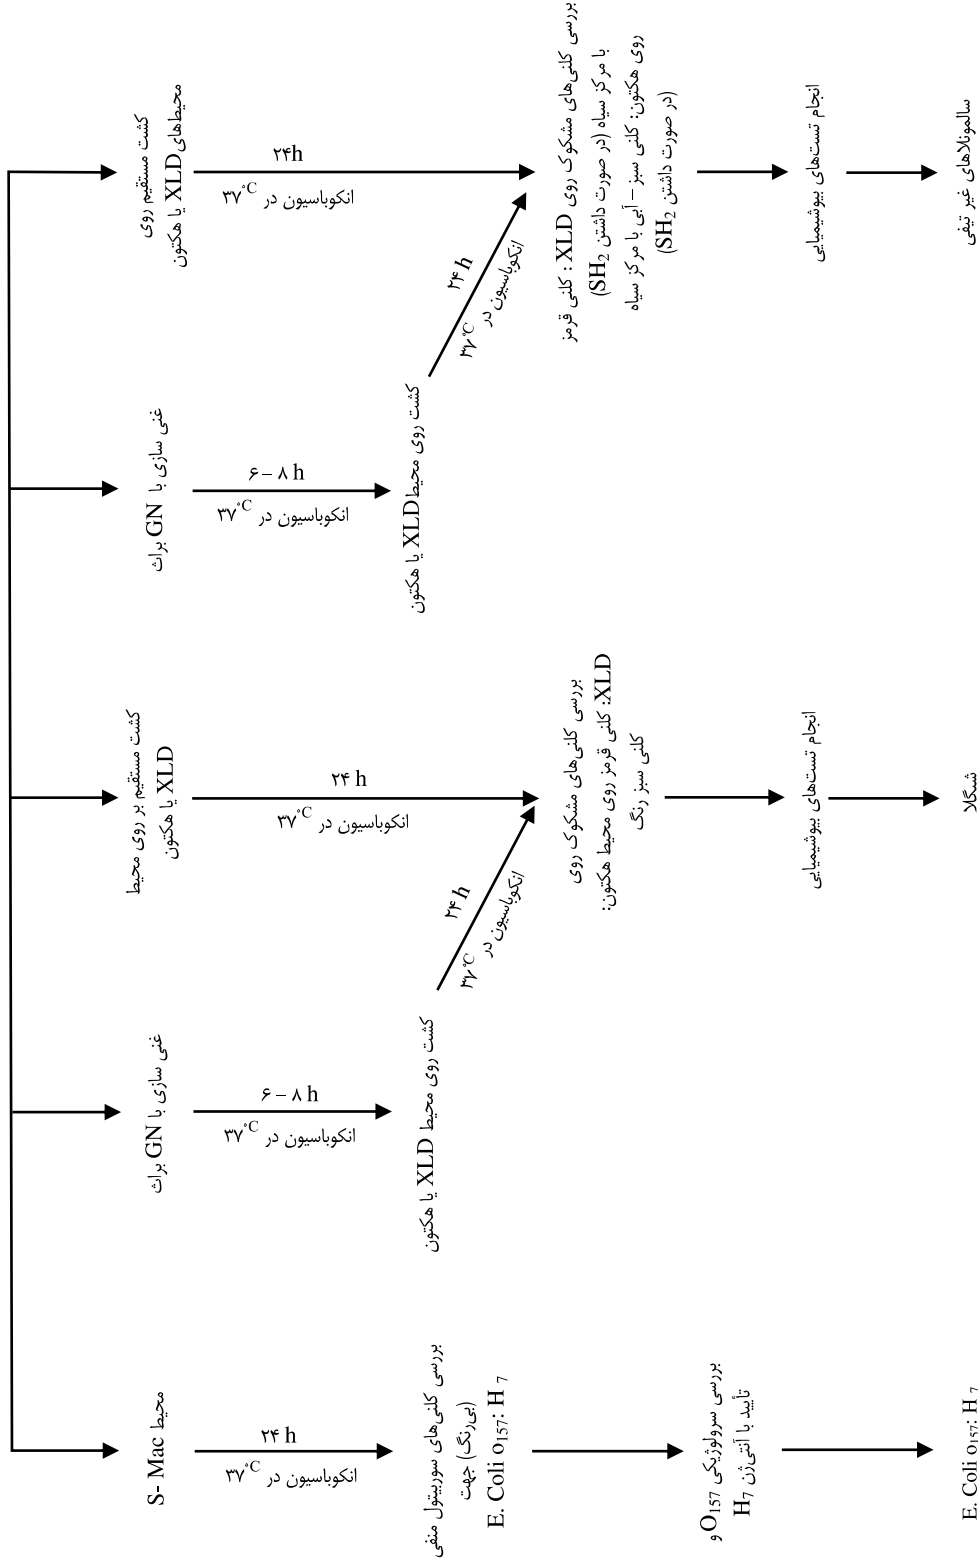 محیط S- Mac
۲۴ h
انکوباسیون در ۳۷°C
بررسی کلنی‌های سوربیتول منفی
(بی‌رنگ) جهت
E. Coli o157: H 7
بررسی سرولوژیکی O157 و
تأیید با آنتی‌ژن H7
E. Coli o157: H 7
غنی سازی با GN براث
۶ – ۸ h
انکوباسیون در ۳۷°C
کشت روی محیط XLD یا هکتون
۲۴ h
انکوباسیون در ۳۷°C
کشت مستقیم بر روی محیط
XLD یا هکتون
۲۴ h
انکوباسیون در ۳۷°C
بررسی کلنی‌های مشکوک روی
XLD: کلنی قرمز روی محیط هکتون:
کلنی سبز رنگ
انجام تست‌های بیوشیمیایی
شگلا
غنی سازی با GN براث
۶ – ۸ h
انکوباسیون در ۳۷°C
کشت روی محیط XLD یا هکتون
۲۴ h
انکوباسیون در ۳۷°C
کشت مستقیم روی
محیط‌های XLD یا هکتون
۲۴h
انکوباسیون در ۳۷°C
بررسی کلنی‌های مشکوک روی XLD : کلنی قرمز
با مرکز سیاه (در صورت داشتن SH2)
روی هکتون: کلنی سبز – آبی با مرکز سیاه
(در صورت داشتن SH2)
انجام تست‌های بیوشیمیایی
سالمونلاهای غیر تیفی